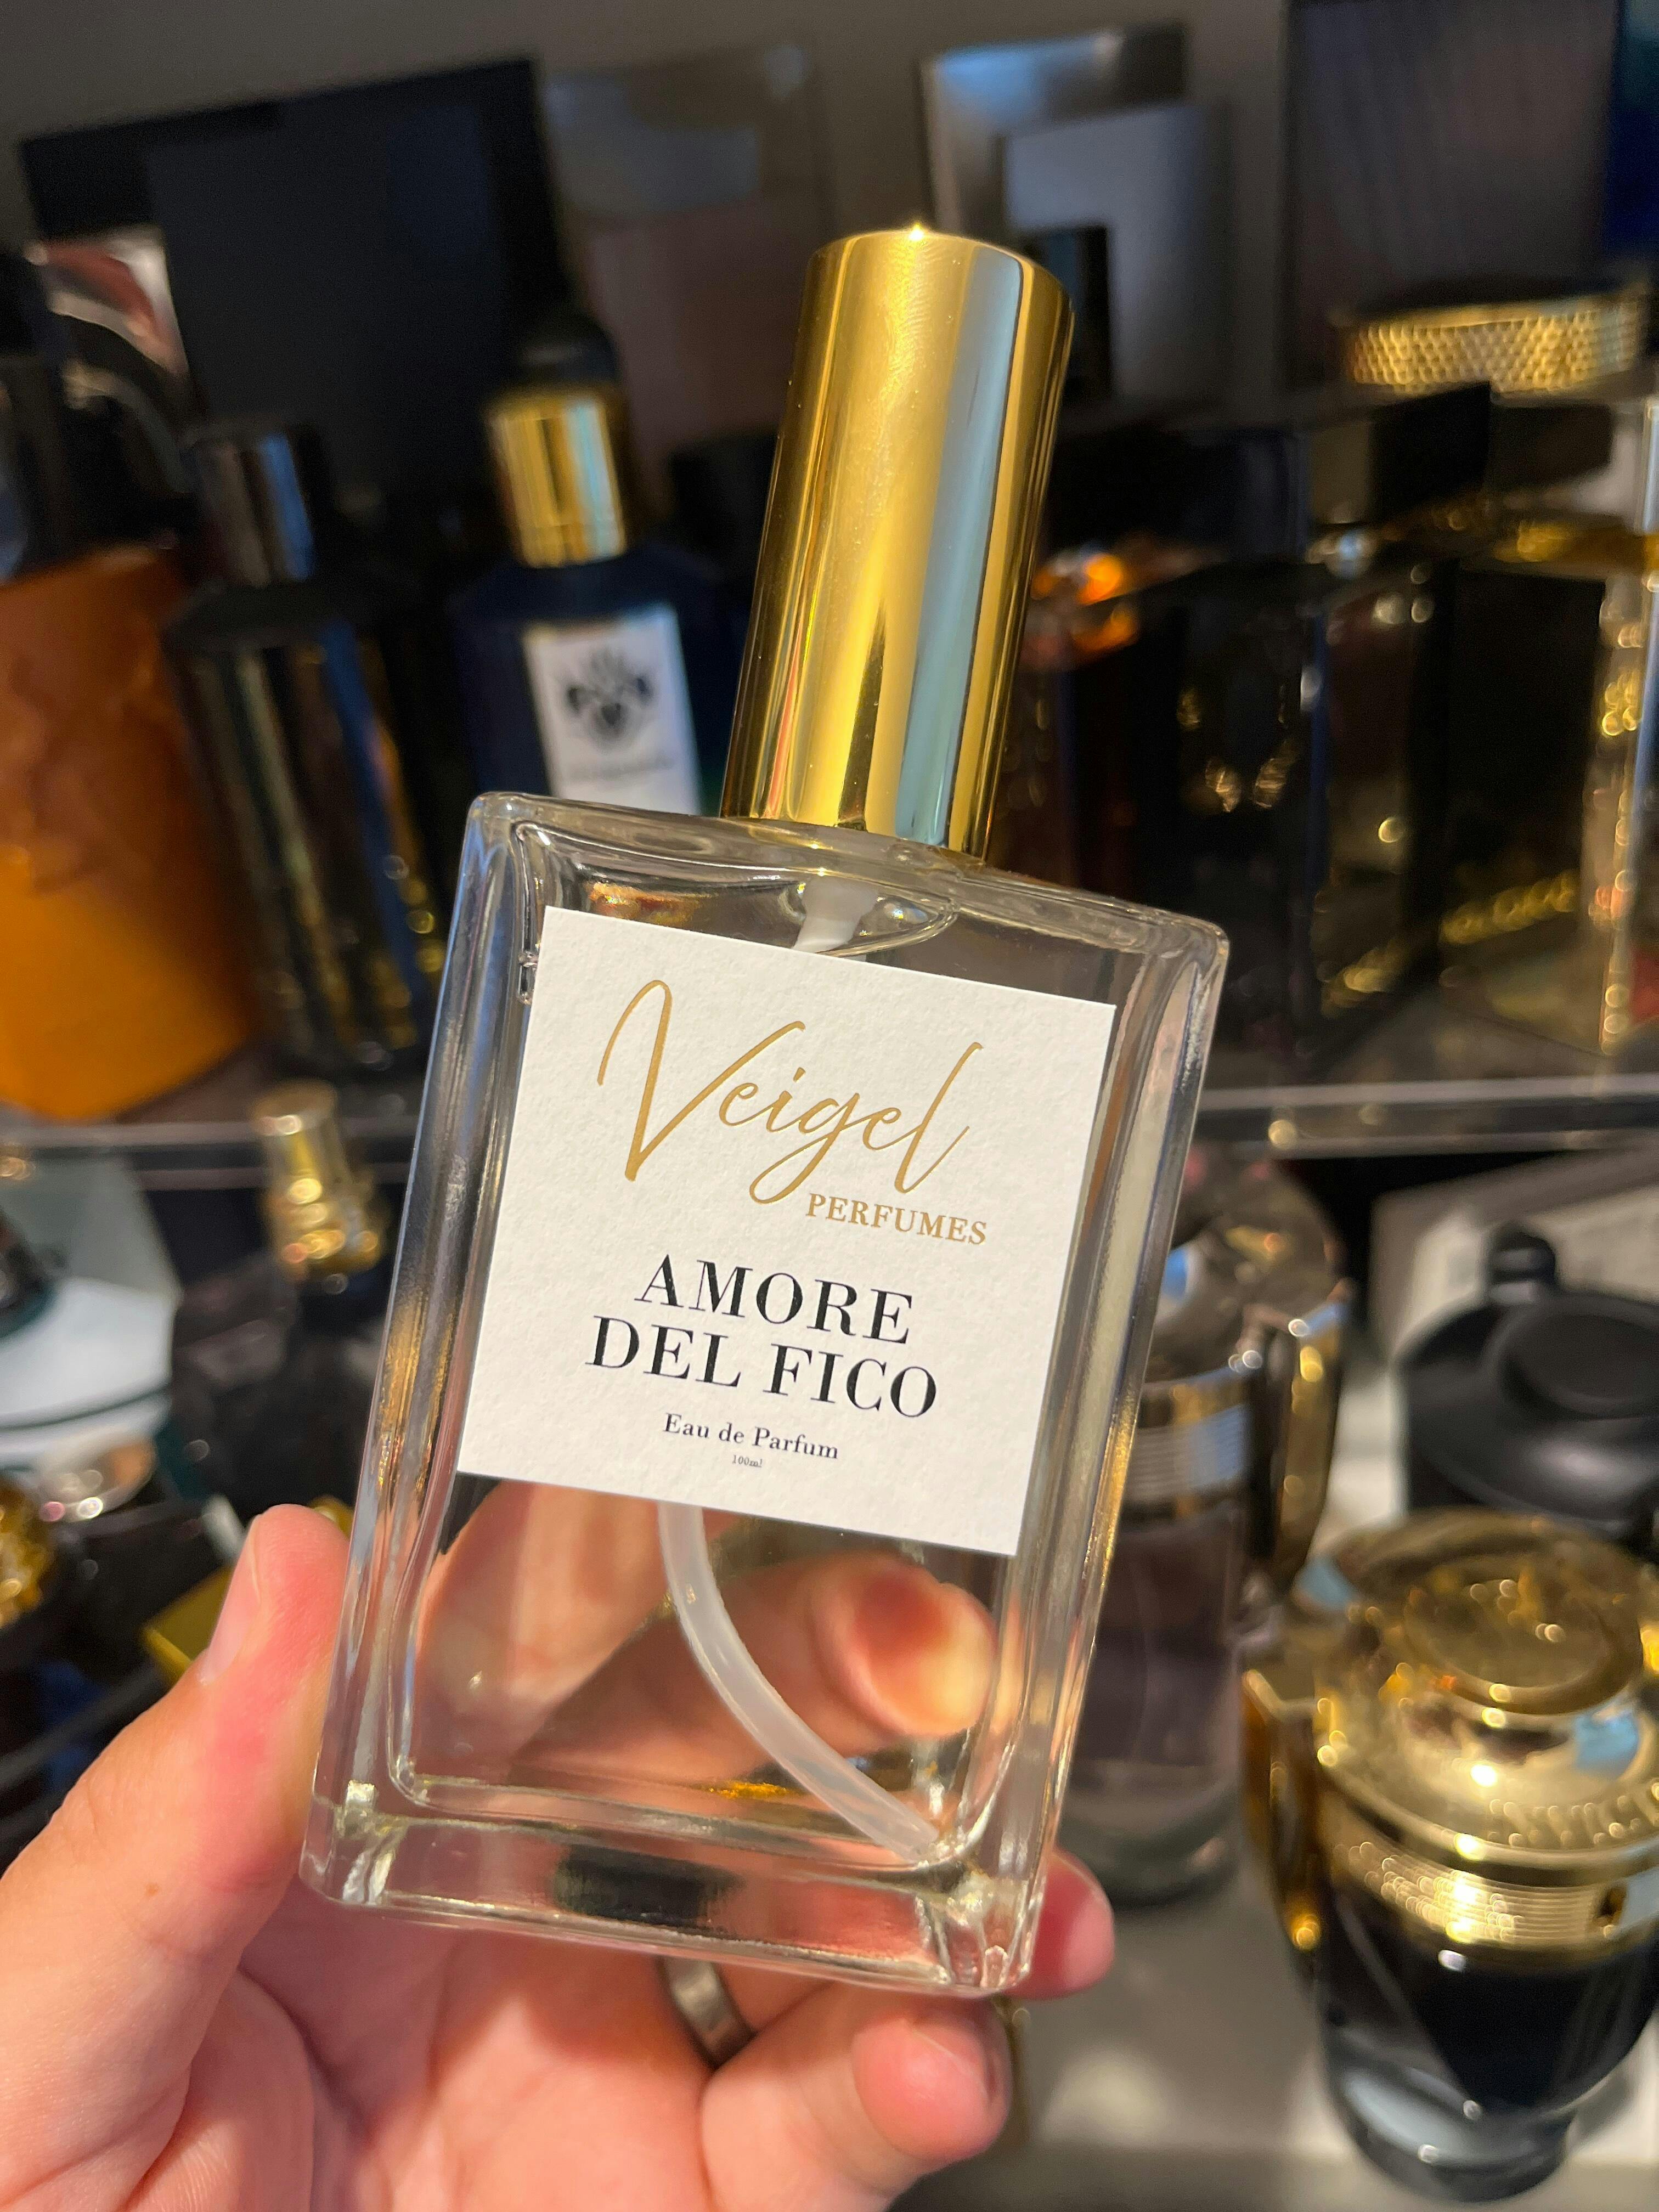 Veigel
PERFUMES
AMORE
DEL FICO
Eau de Parfum
100ml